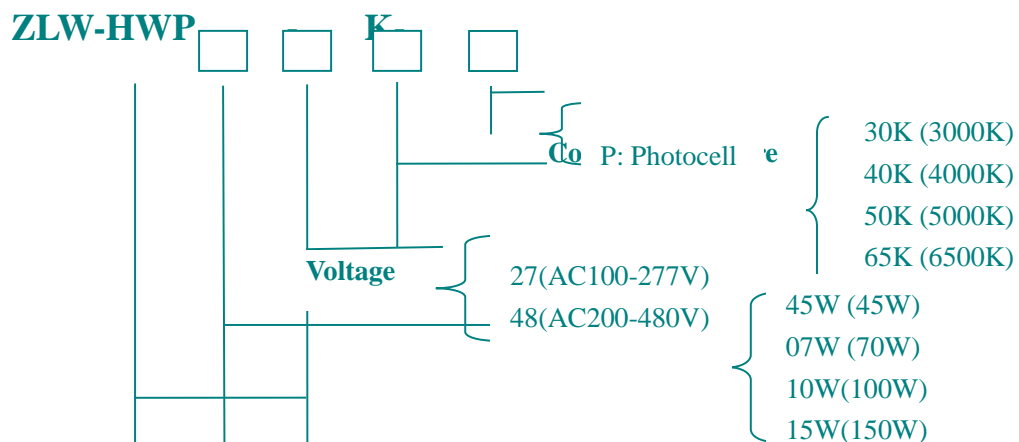 ZLW-HWP - K-
30K (3000K)
P: Photocell
40K (4000K)
50K (5000K)
65K (6500K)
Voltage
27(AC100-277V)
48(AC200-480V)
45W (45W)
07W (70W)
10W(100W)
15W(150W)